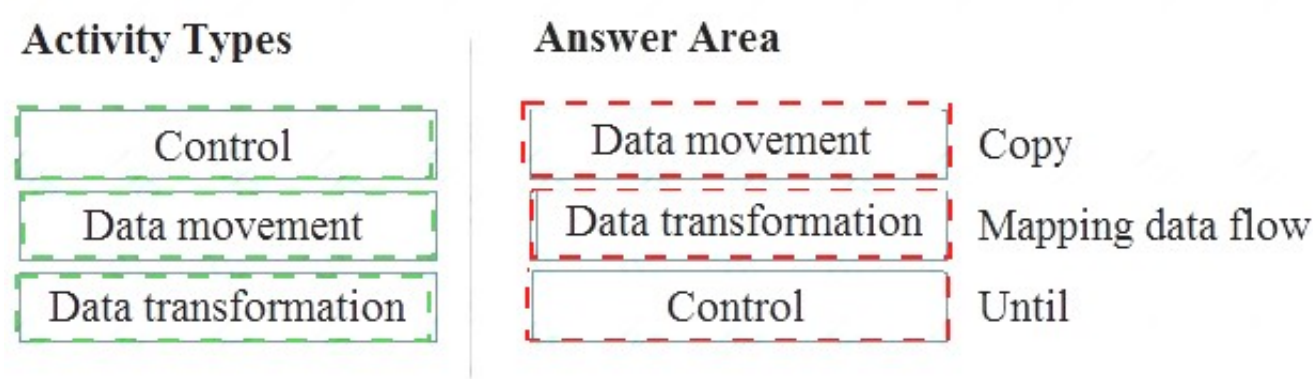 Activity Types
Answer Area
Control
Data movement
Copy
Data movement
Data transformation
Mapping data flow
Data transformation
Control
Until